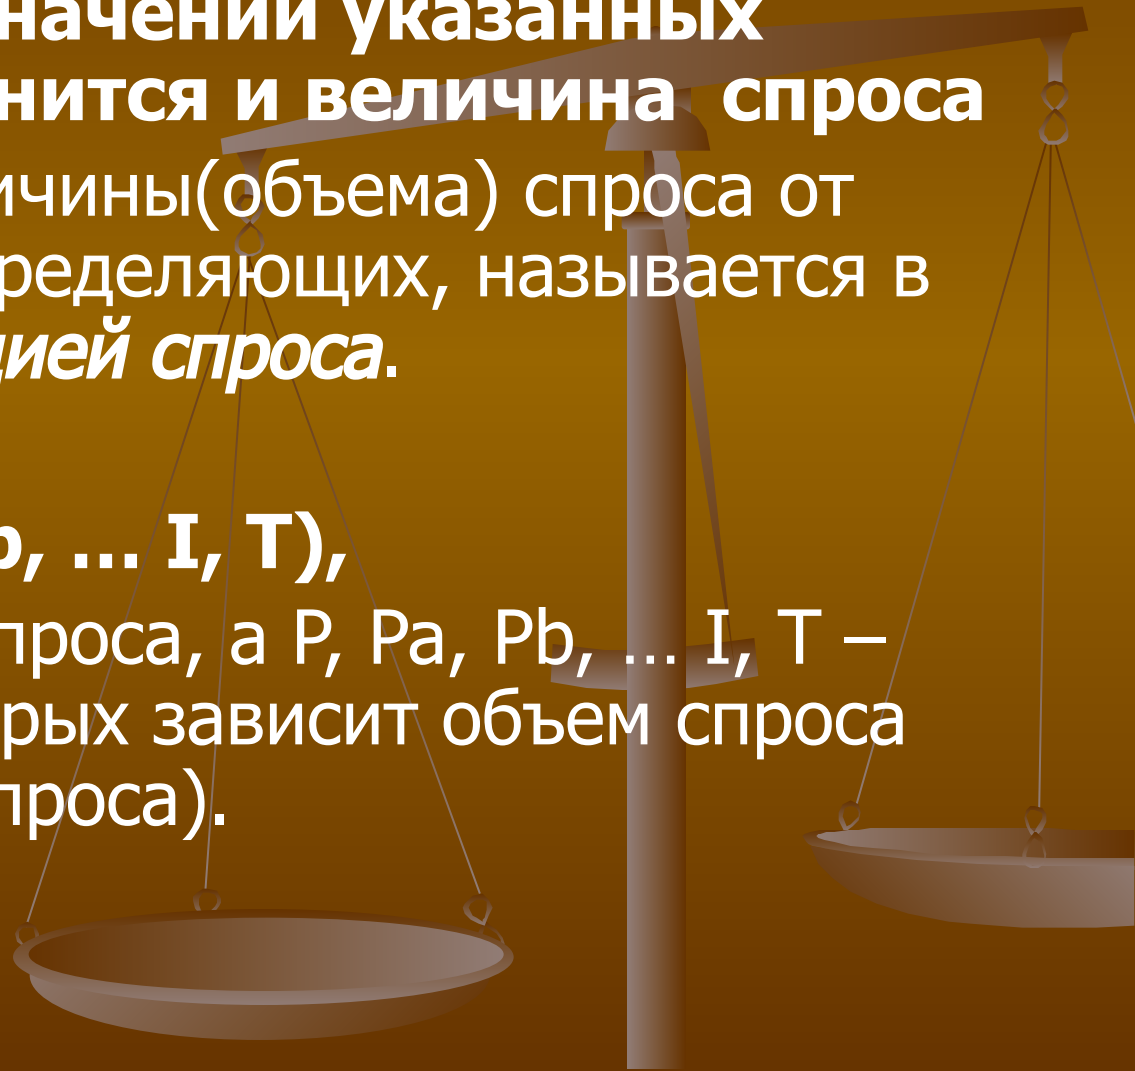 начений указанных
нится и величина спроса
ичины(объема) спроса от
ределяющих, называется в
цией спроса.
b, … I, T),
проса, а P, Pa, Pb, … I, T –
рых зависит объем спроса
проса).